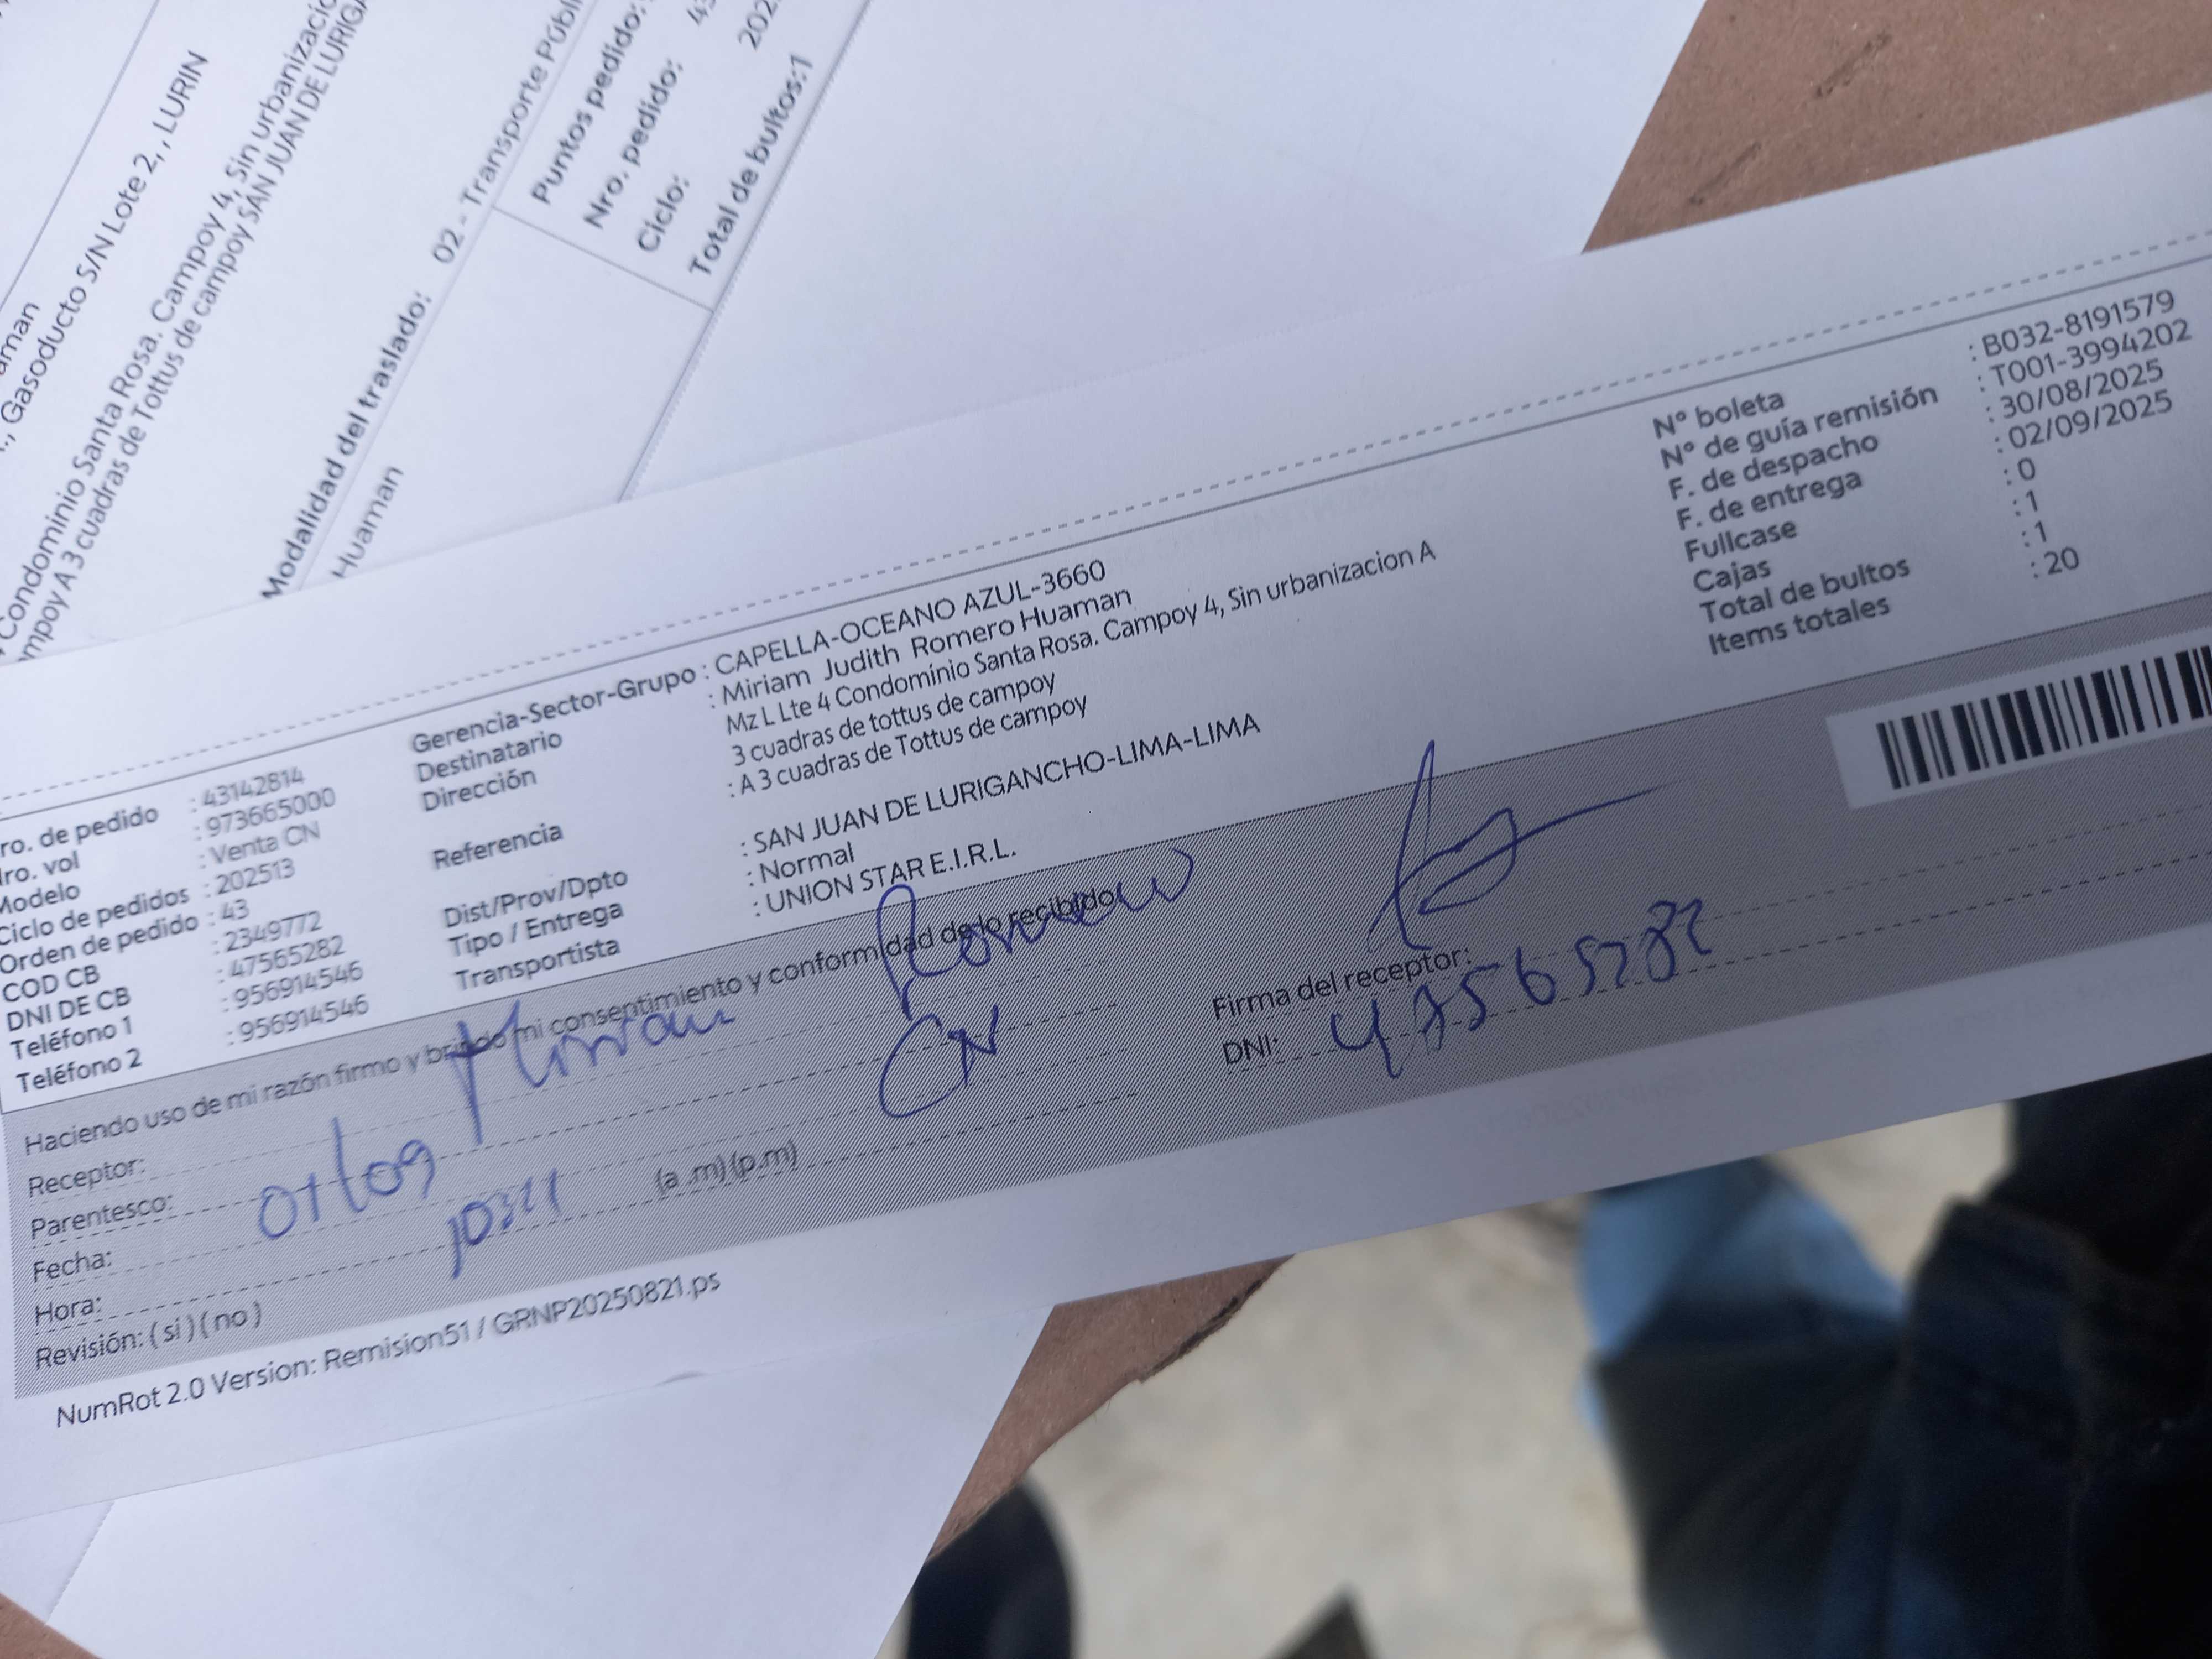 aman
., Gasoducto S/N Lote 2, , LURIN
Condominio Santa Rosa. Campoy 4, Sin urbanizacio
mpoy A 3 cuadras de Tottus de campoy SAN JUAN DE LURIGA
Modalidad del traslado: 02 - Transporte Públi
Huaman
Puntos pedido:
Nro. pedido: 43
Ciclo: 202
Total de bultos:1
ro. de pedido : 43142814
Nro. vol : 973665000
Modelo : Venta CN
Ciclo de pedidos : 202513
Orden de pedido : 43
COD CB : 2349772
DNI DE CB : 47565282
Teléfono 1 : 956914546
Teléfono 2 : 956914546
Gerencia-Sector-Grupo : CAPELLA-OCEANO AZUL-3660
Destinatario : Miriam Judith Romero Huaman
Dirección Mz L Lte 4 Condominio Santa Rosa. Campoy 4, Sin urbanizacion A
3 cuadras de tottus de campoy
Referencia : A 3 cuadras de Tottus de campoy
Dist/Prov/Dpto : SAN JUAN DE LURIGANCHO-LIMA-LIMA
Tipo / Entrega : Normal
Transportista : UNION STAR E.I.R.L.
N° boleta : B032-8191579
N° de guía remisión : T001-3994202
F. de despacho : 30/08/2025
F. de entrega : 02/09/2025
Fullcase : 0
Cajas : 1
Total de bultos : 1
Items totales : 20
Haciendo uso de mi razón firmo y brindo mi consentimiento y conformidad de lo recibido
Receptor: Miriam Romero
Parentesco: CN
Fecha: 01/09
Hora: (a .m) (p.m)
Revisión: ( si ) ( no )
Firma del receptor:
DNI: 47565282
NumRot 2.0 Version: Remision51 / GRNP20250821.ps